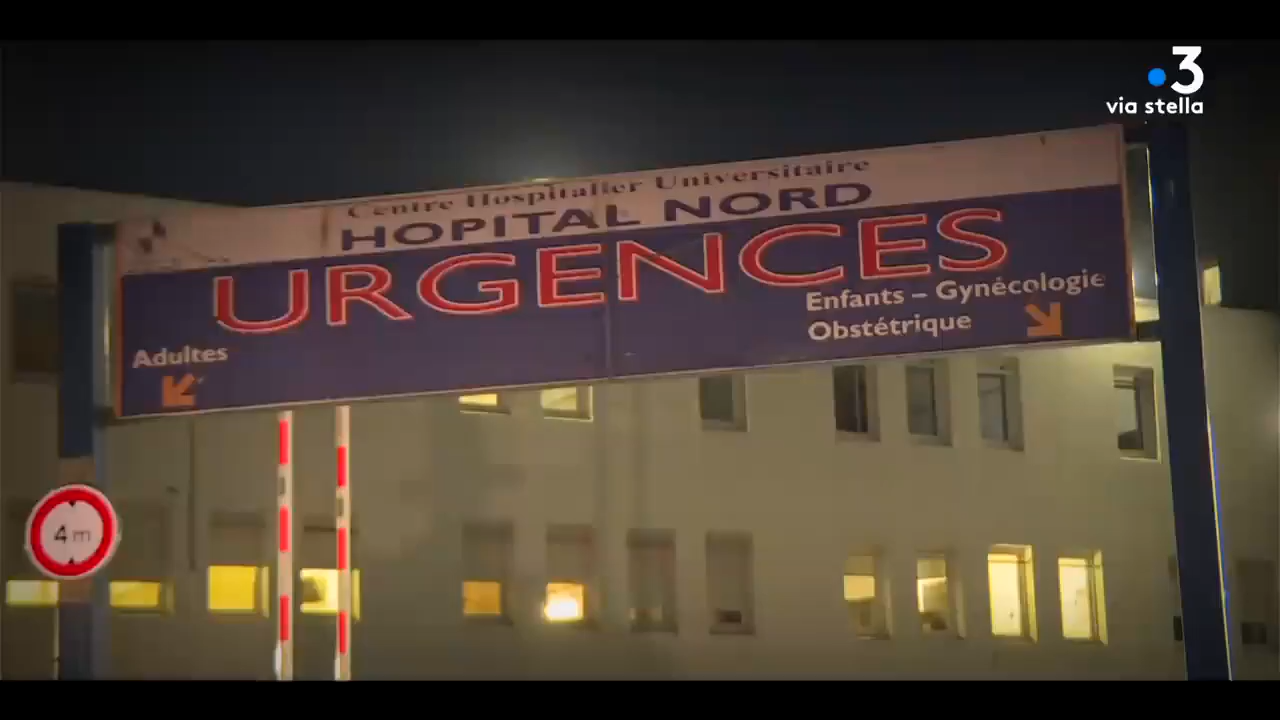 3
via stella
Centre Hospitalier Universitaire
HOPITAL NORD
URGENCES
Enfants – Gynécologie
Obstétrique
Adultes
4 m